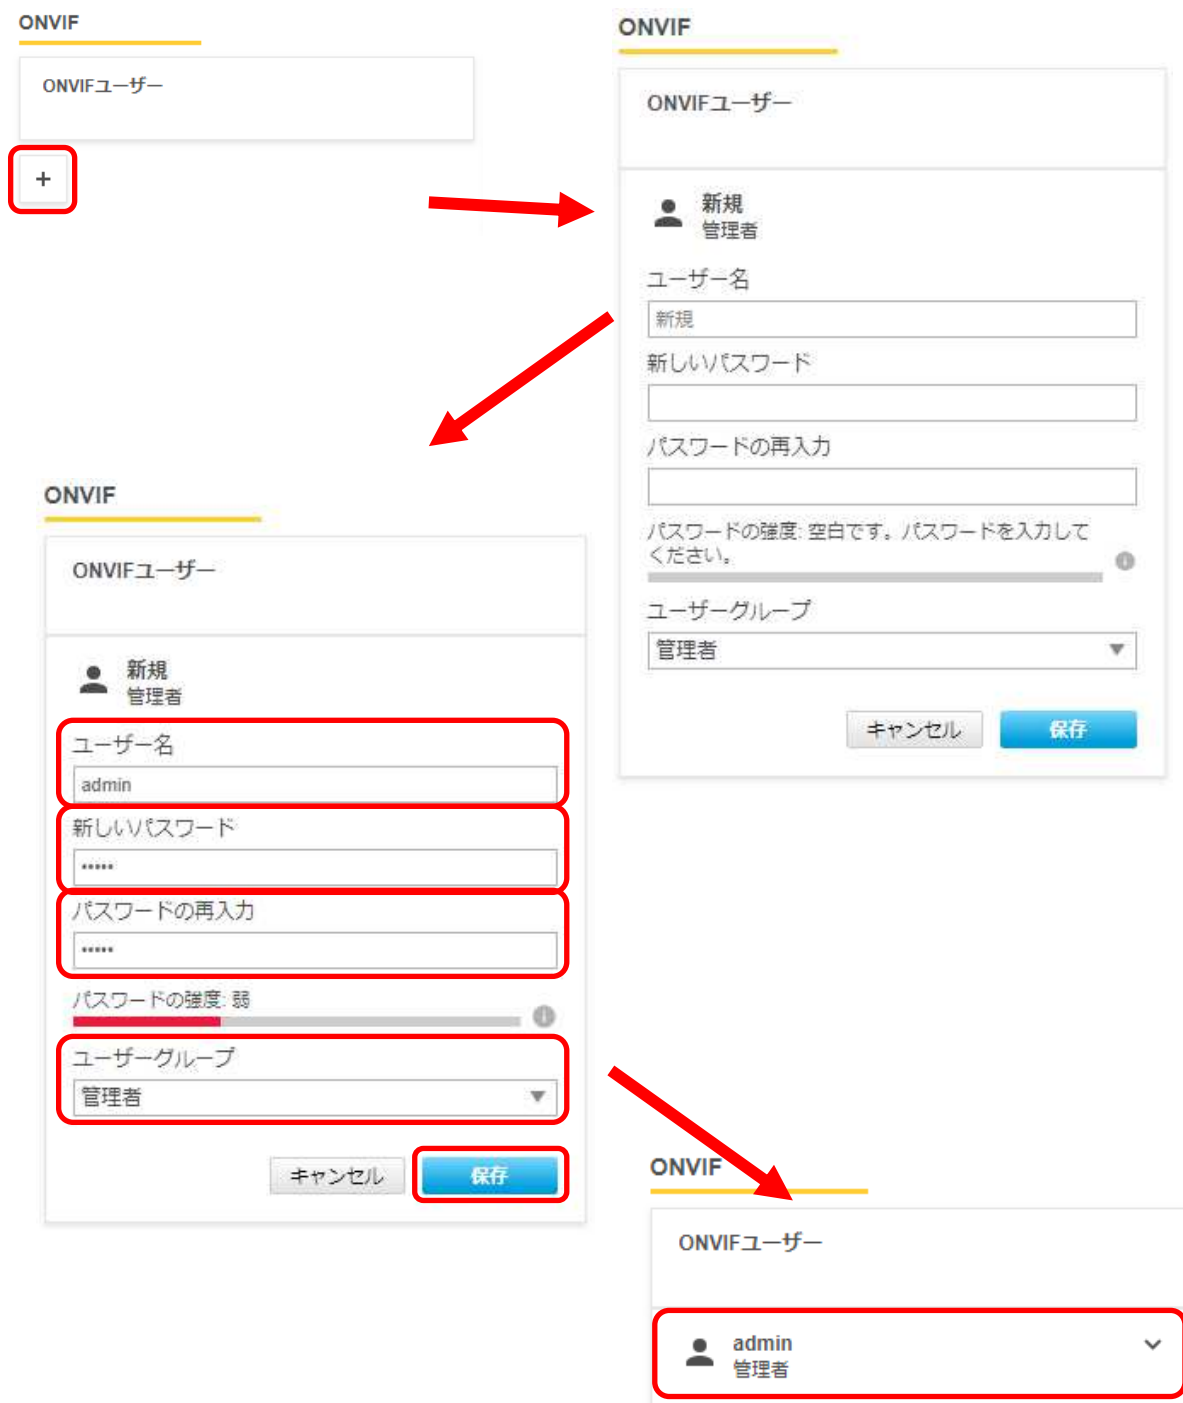 ONVIF
ONVIFユーザー
+
ONVIF
ONVIFユーザー
新規
管理者
ユーザー名
新規
新しいパスワード
パスワードの再入力
パスワードの強度: 空白です。パスワードを入力して
ください。
ユーザーグループ
管理者
キャンセル
保存
ONVIF
ONVIFユーザー
新規
管理者
ユーザー名
admin
新しいパスワード
•••••
パスワードの再入力
•••••
パスワードの強度: 弱
ユーザーグループ
管理者
キャンセル
保存
ONVIF
ONVIFユーザー
admin
管理者